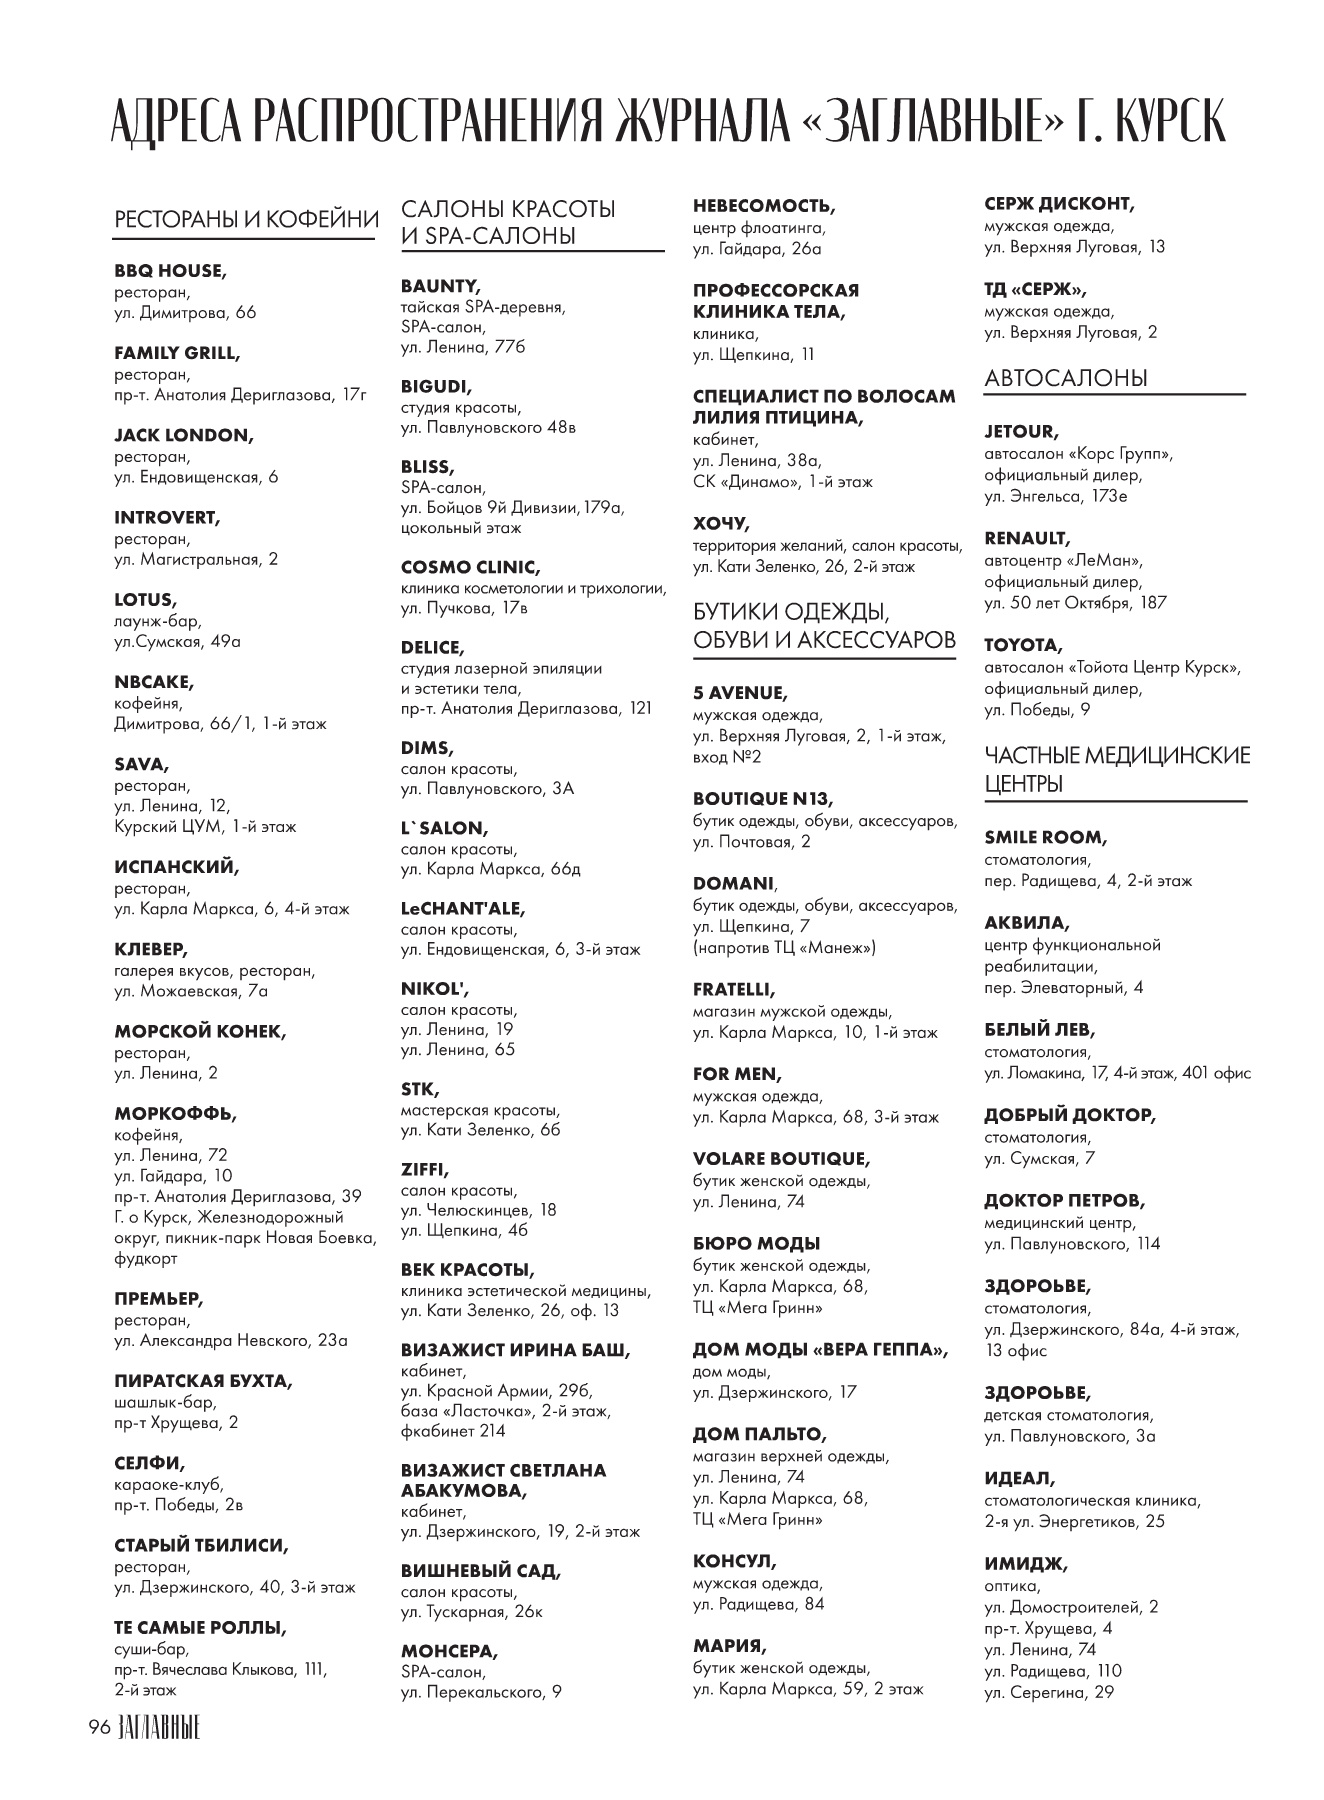 АДРЕСА РАСПРОСТРАНЕНИЯ ЖУРНАЛА «ЗАГЛАВНЫЕ» Г. КУРСК
РЕСТОРАНЫ И КОФЕЙНИ
BBQ HOUSE,
ресторан,
ул. Димитрова, 66
FAMILY GRILL,
ресторан,
пр-т. Анатолия Дериглазова, 17г
JACK LONDON,
ресторан,
ул. Ендовищенская, 6
INTROVERT,
ресторан,
ул. Магистральная, 2
LOTUS,
лаунж-бар,
ул.Сумская, 49а
NBCAKE,
кофейня,
Димитрова, 66/1, 1-й этаж
SAVA,
ресторан,
ул. Ленина, 12,
Курский ЦУМ, 1-й этаж
ИСПАНСКИЙ,
ресторан,
ул. Карла Маркса, 6, 4-й этаж
КЛЕВЕР,
галерея вкусов, ресторан,
ул. Можаевская, 7а
МОРСКОЙ КОНЕК,
ресторан,
ул. Ленина, 2
МОРКОФФЬ,
кофейня,
ул. Ленина, 72
ул. Гайдара, 10
пр-т. Анатолия Дериглазова, 39
Г. о Курск, Железнодорожный
округ, пикник-парк Новая Боевка,
фудкорт
ПРЕМЬЕР,
ресторан,
ул. Александра Невского, 23а
ПИРАТСКАЯ БУХТА,
шашлык-бар,
пр-т Хрущева, 2
СЕЛФИ,
караоке-клуб,
пр-т. Победы, 2в
СТАРЫЙ ТБИЛИСИ,
ресторан,
ул. Дзержинского, 40, 3-й этаж
ТЕ САМЫЕ РОЛЛЫ,
суши-бар,
пр-т. Вячеслава Клыкова, 111,
2-й этаж
САЛОНЫ КРАСОТЫ
И SPA-САЛОНЫ
BAUNTY,
тайская SPA-деревня,
SPA-салон,
ул. Ленина, 77б
BIGUDI,
студия красоты,
ул. Павлуновского 48в
BLISS,
SPA-салон,
ул. Бойцов 9й Дивизии, 179а,
цокольный этаж
COSMO CLINIC,
клиника косметологии и трихологии,
ул. Пучкова, 17в
DELICE,
студия лазерной эпиляции
и эстетики тела,
пр-т. Анатолия Дериглазова, 121
DIMS,
салон красоты,
ул. Павлуновского, 3А
L`SALON,
салон красоты,
ул. Карла Маркса, 66д
LeCHANT'ALE,
салон красоты,
ул. Ендовищенская, 6, 3-й этаж
NIKOL',
салон красоты,
ул. Ленина, 19
ул. Ленина, 65
STK,
мастерская красоты,
ул. Кати Зеленко, 6б
ZIFFI,
салон красоты,
ул. Челюскинцев, 18
ул. Щепкина, 4б
ВЕК КРАСОТЫ,
клиника эстетической медицины,
ул. Кати Зеленко, 26, оф. 13
ВИЗАЖИСТ ИРИНА БАШ,
кабинет,
ул. Красной Армии, 29б,
база «Ласточка», 2-й этаж,
фкабинет 214
ВИЗАЖИСТ СВЕТЛАНА
АБАКУМОВА,
кабинет,
ул. Дзержинского, 19, 2-й этаж
ВИШНЕВЫЙ САД,
салон красоты,
ул. Тускарная, 26к
МОНСЕРА,
SPA-салон,
ул. Перекальского, 9
НЕВЕСОМОСТЬ,
центр флоатинга,
ул. Гайдара, 26а
ПРОФЕССОРСКАЯ
КЛИНИКА ТЕЛА,
клиника,
ул. Щепкина, 11
СПЕЦИАЛИСТ ПО ВОЛОСАМ
ЛИЛИЯ ПТИЦИНА,
кабинет,
ул. Ленина, 38а,
СК «Динамо», 1-й этаж
ХОЧУ,
территория желаний, салон красоты,
ул. Кати Зеленко, 26, 2-й этаж
БУТИКИ ОДЕЖДЫ,
ОБУВИ И АКСЕССУАРОВ
5 AVENUE,
мужская одежда,
ул. Верхняя Луговая, 2, 1-й этаж,
вход №2
BOUTIQUE N13,
бутик одежды, обуви, аксессуаров,
ул. Почтовая, 2
DOMANI,
бутик одежды, обуви, аксессуаров,
ул. Щепкина, 7
(напротив ТЦ «Манеж»)
FRATELLI,
магазин мужской одежды,
ул. Карла Маркса, 10, 1-й этаж
FOR MEN,
мужская одежда,
ул. Карла Маркса, 68, 3-й этаж
VOLARE BOUTIQUE,
бутик женской одежды,
ул. Ленина, 74
БЮРО МОДЫ
бутик женской одежды,
ул. Карла Маркса, 68,
ТЦ «Мега Гринн»
ДОМ МОДЫ «ВЕРА ГЕППА»,
дом моды,
ул. Дзержинского, 17
ДОМ ПАЛЬТО,
магазин верхней одежды,
ул. Ленина, 74
ул. Карла Маркса, 68,
ТЦ «Мега Гринн»
КОНСУЛ,
мужская одежда,
ул. Радищева, 84
МАРИЯ,
бутик женской одежды,
ул. Карла Маркса, 59, 2 этаж
СЕРЖ ДИСКОНТ,
мужская одежда,
ул. Верхняя Луговая, 13
ТД «СЕРЖ»,
мужская одежда,
ул. Верхняя Луговая, 2
АВТОСАЛОНЫ
JETOUR,
автосалон «Корс Групп»,
официальный дилер,
ул. Энгельса, 173е
RENAULT,
автоцентр «ЛеМан»,
официальный дилер,
ул. 50 лет Октября, 187
TOYOTA,
автосалон «Тойота Центр Курск»,
официальный дилер,
ул. Победы, 9
ЧАСТНЫЕ МЕДИЦИНСКИЕ
ЦЕНТРЫ
SMILE ROOM,
стоматология,
пер. Радищева, 4, 2-й этаж
АКВИЛА,
центр функциональной
реабилитации,
пер. Элеваторный, 4
БЕЛЫЙ ЛЕВ,
стоматология,
ул. Ломакина, 17, 4-й этаж, 401 офис
ДОБРЫЙ ДОКТОР,
стоматология,
ул. Сумская, 7
ДОКТОР ПЕТРОВ,
медицинский центр,
ул. Павлуновского, 114
ЗДОРОЬВЕ,
стоматология,
ул. Дзержинского, 84а, 4-й этаж,
13 офис
ЗДОРОЬВЕ,
детская стоматология,
ул. Павлуновского, 3а
ИДЕАЛ,
стоматологическая клиника,
2-я ул. Энергетиков, 25
ИМИДЖ,
оптика,
ул. Домостроителей, 2
пр-т. Хрущева, 4
ул. Ленина, 74
ул. Радищева, 110
ул. Серегина, 29
96 ЗАГЛАВНЫЕ